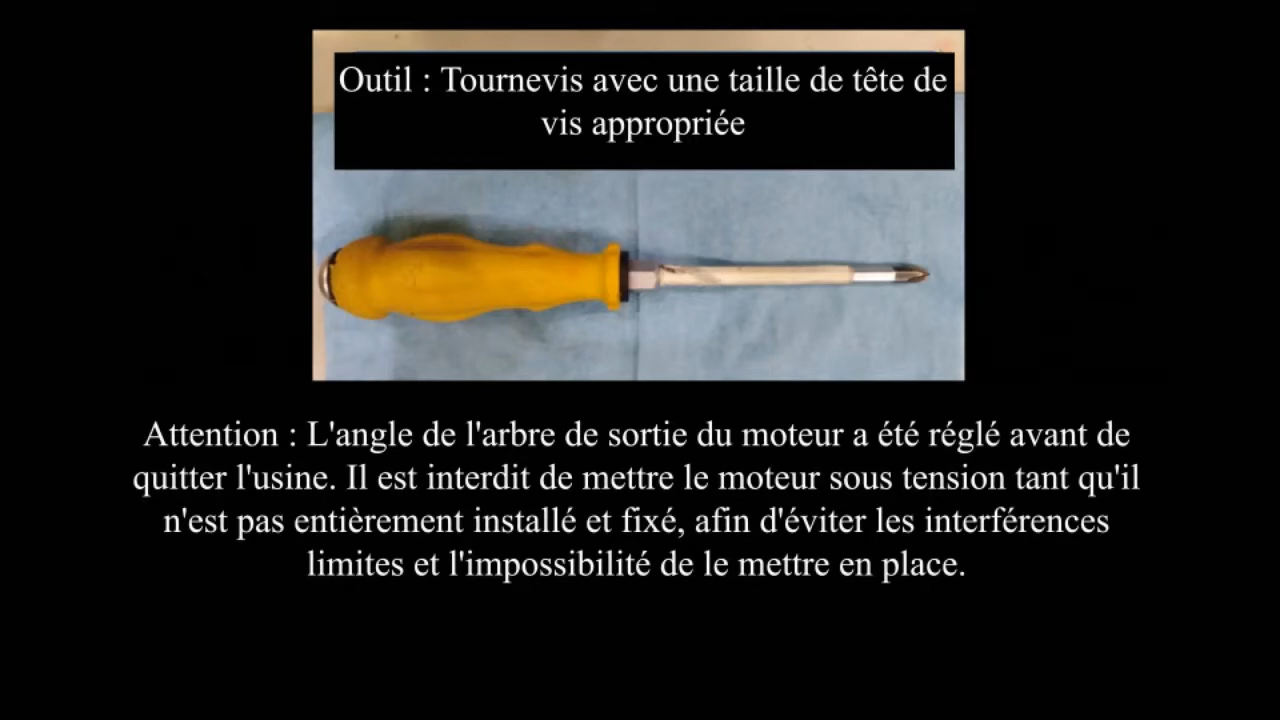 Outil : Tournevis avec une taille de tête de
vis appropriée
Attention : L'angle de l'arbre de sortie du moteur a été réglé avant de
quitter l'usine. Il est interdit de mettre le moteur sous tension tant qu'il
n'est pas entièrement installé et fixé, afin d'éviter les interférences
limites et l'impossibilité de le mettre en place.